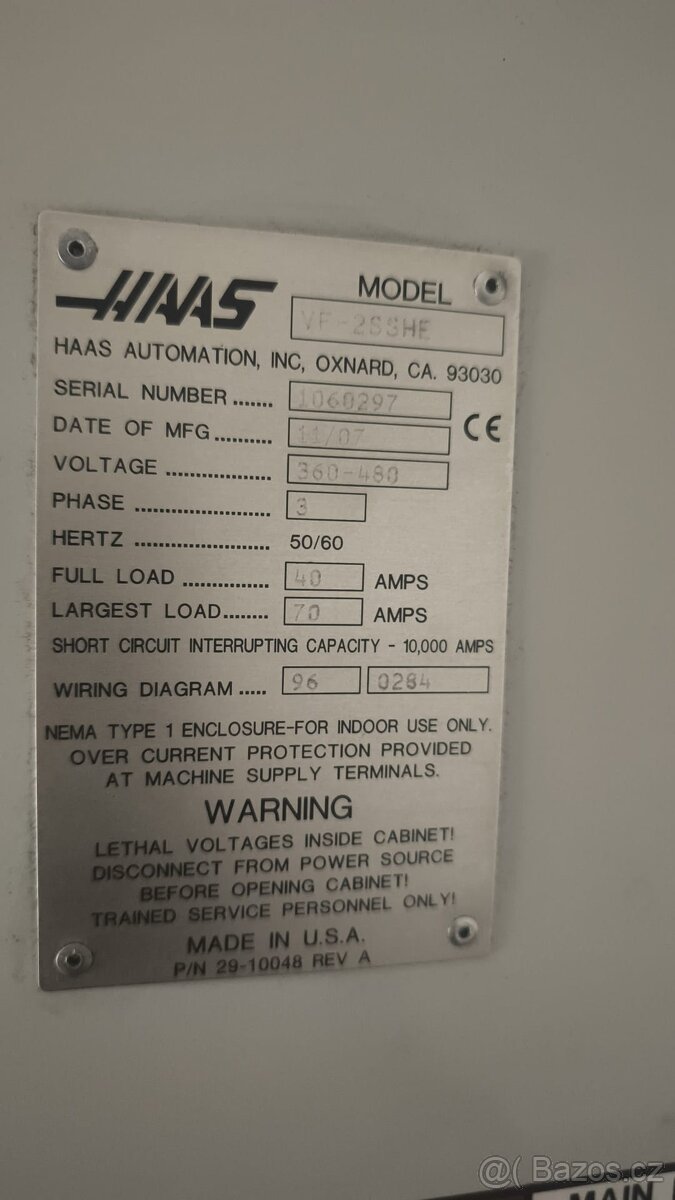 HAAS
MODEL VF-2SSHE
HAAS AUTOMATION, INC, OXNARD, CA. 93030
SERIAL NUMBER ....... 1060297
DATE OF MFG.......... 11/07 CE
VOLTAGE .................. 360-480
PHASE ....................... 3
HERTZ ....................... 50/60
FULL LOAD ............... 40 AMPS
LARGEST LOAD........ 70 AMPS
SHORT CIRCUIT INTERRUPTING CAPACITY - 10,000 AMPS
WIRING DIAGRAM ..... 96 0284
NEMA TYPE 1 ENCLOSURE-FOR INDOOR USE ONLY.
OVER CURRENT PROTECTION PROVIDED
AT MACHINE SUPPLY TERMINALS.
WARNING
LETHAL VOLTAGES INSIDE CABINET!
DISCONNECT FROM POWER SOURCE
BEFORE OPENING CABINET!
TRAINED SERVICE PERSONNEL ONLY!
MADE IN U.S.A.
P/N 29-10048 REV A
@( Bazos.cz
MAIN